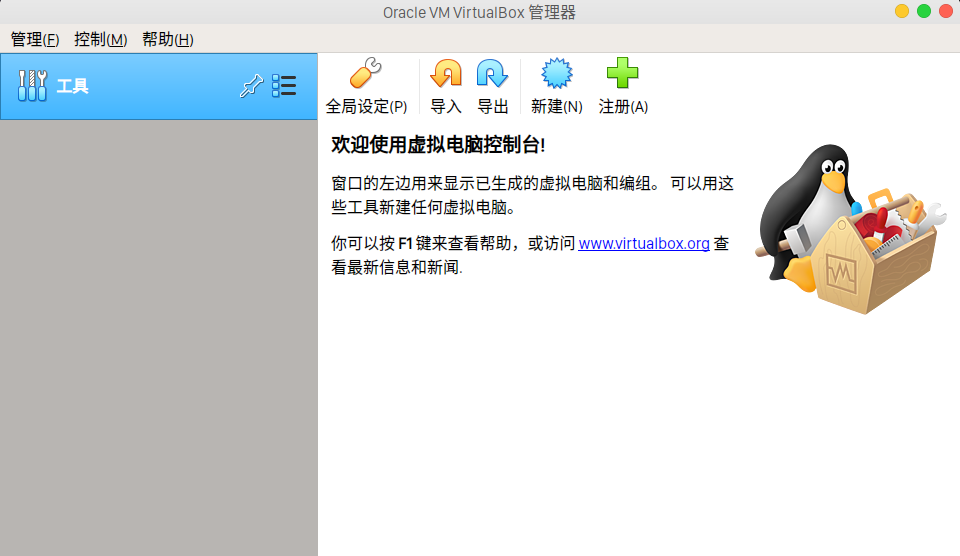 Oracle VM VirtualBox 管理器
管理(F) 控制(M) 帮助(H)
工具
全局设定(P) 导入 导出 新建(N) 注册(A)
欢迎使用虚拟电脑控制台!
窗口的左边用来显示已生成的虚拟电脑和编组。 可以用这
些工具新建任何虚拟电脑。
你可以按 F1 键来查看帮助，或访问 www.virtualbox.org 查
看最新信息和新闻.